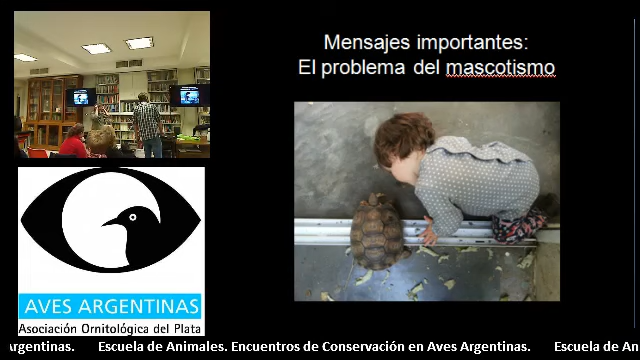 Mensajes importantes:
El problema del mascotismo
AVES ARGENTINAS
Asociación Ornitológica del Plata
Argentinas. Escuela de Animales. Encuentros de Conservación en Aves Argentinas. Escuela de An